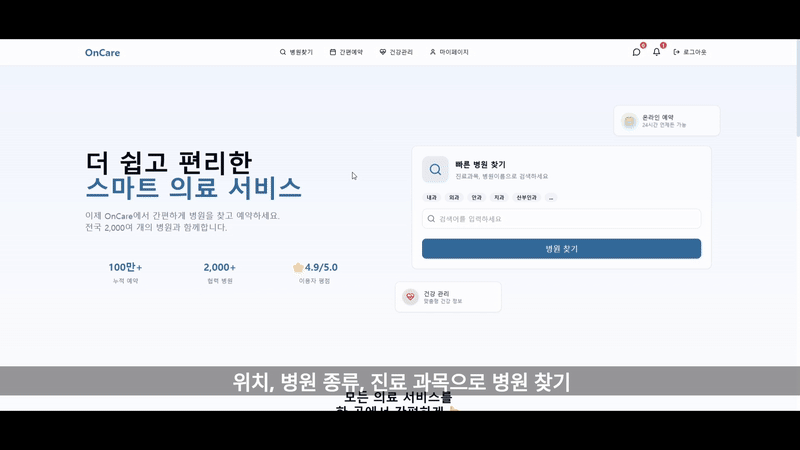 OnCare
병원찾기
간편예약
건강관리
마이페이지
6
1
로그아웃
온라인 예약
24시간 언제든 가능
더 쉽고 편리한
스마트 의료 서비스
이제 OnCare에서 간편하게 병원을 찾고 예약하세요.
전국 2,000여 개의 병원과 함께합니다.
100만+
누적 예약
2,000+
협력 병원
4.9/5.0
이용자 평점
빠른 병원 찾기
진료과목, 병원이름으로 검색하세요
내과
외과
안과
치과
산부인과
...
검색어를 입력하세요
병원 찾기
건강 관리
맞춤형 건강 정보
위치, 병원 종류, 진료 과목으로 병원 찾기
모든 의료 서비스를
한 곳에서 간편하게